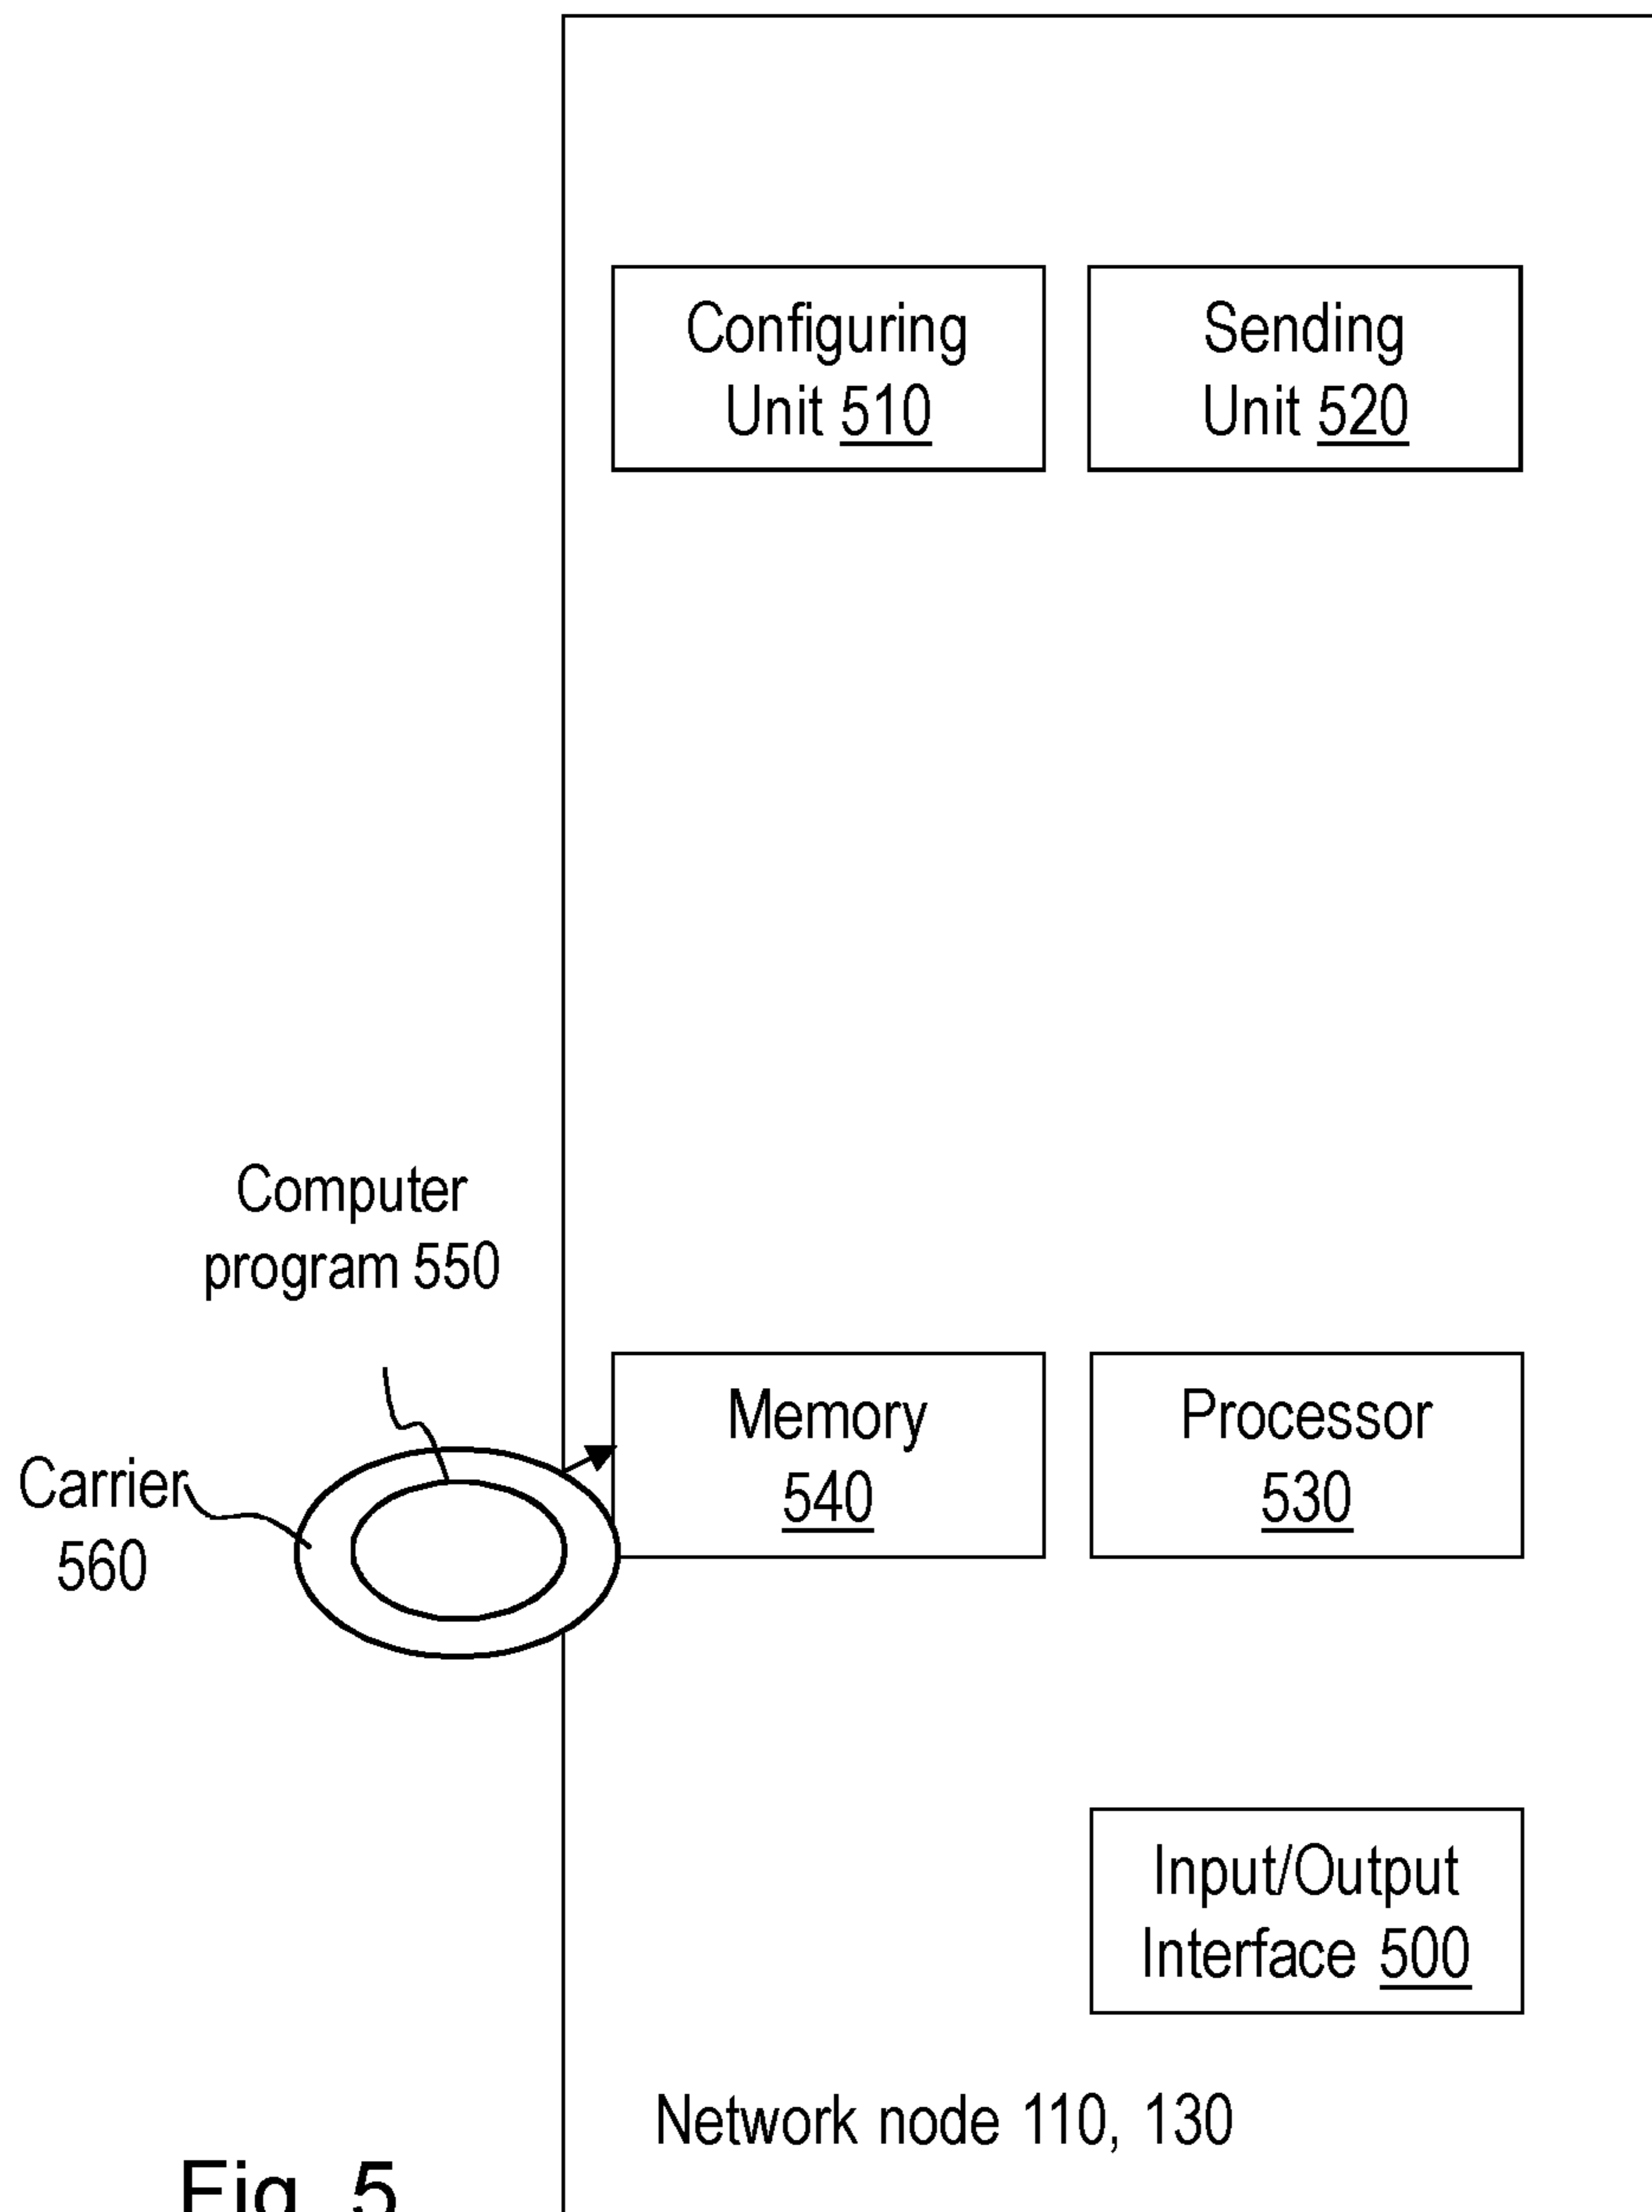 Configuring
Unit 510
Sending
Unit 520
Computer
program 550
Memory
540
Processor
530
Carrier
560
Input/Output
Interface 500
Network node 110, 130
Fig. 5